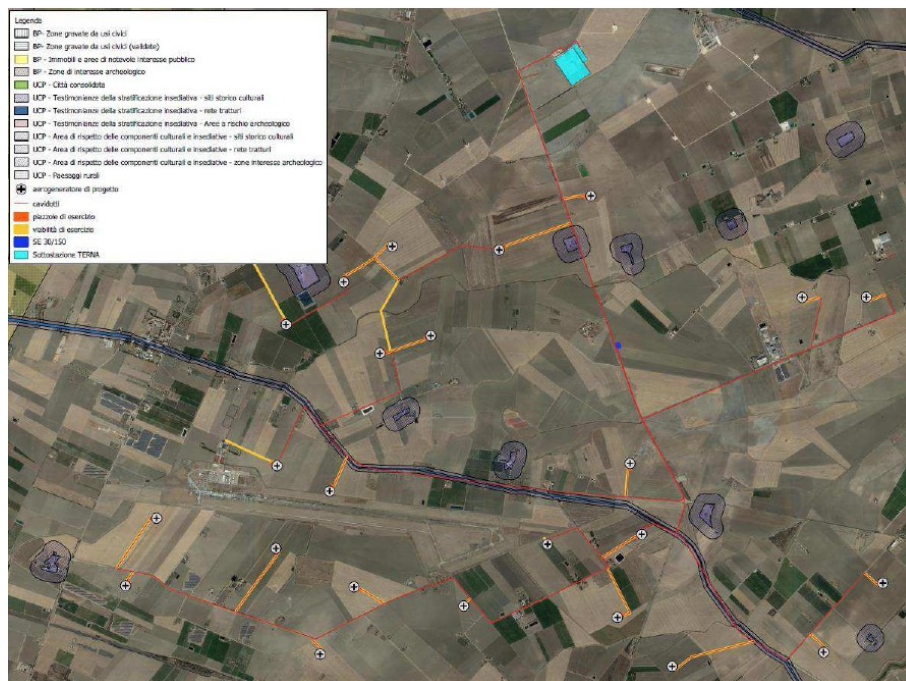 Legenda
BP- Zone gravate da usi civici
BP- Zone gravate da usi civici (validate)
BP - Immobili e aree di notevole interesse pubblico
BP - Zone di interesse archeologico
UCP - Città consolidata
UCP - Testimonianze della stratificazione insediativa - siti storico culturali
UCP - Testimonianze della stratificazione insediativa - rete tratturi
UCP - Testimonianze della stratificazione insediativa - Aree a rischio archeologico
UCP - Area di rispetto delle componenti culturali e insediative - siti storico culturali
UCP - Area di rispetto delle componenti culturali e insediative - rete tratturi
UCP - Area di rispetto delle componenti culturali e insediative - zone interesse archeologico
UCP - Paesaggi rurali
aerogeneratore di progetto
cavidotti
piazzole di esercizio
viabilità di esercizio
SE 30/150
Sottostazione TERNA